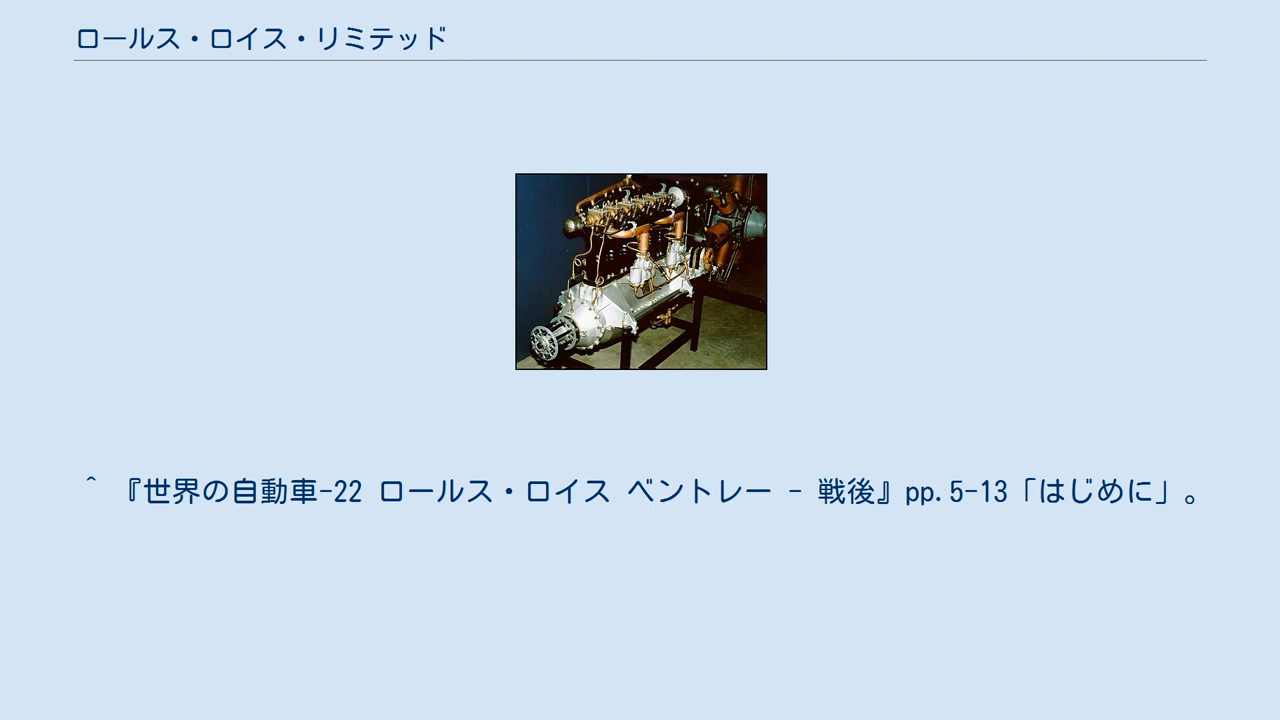 ロールス・ロイス・リミテッド
^ 『世界の自動車-22 ロールス・ロイス ベントレー - 戦後』pp.5-13「はじめに」。